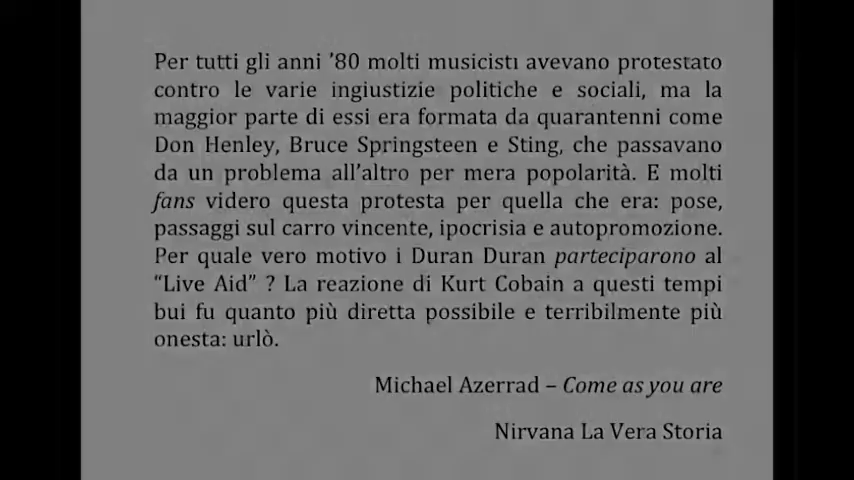 Per tutti gli anni ’80 molti musicisti avevano protestato
contro le varie ingiustizie politiche e sociali, ma la
maggior parte di essi era formata da quarantenni come
Don Henley, Bruce Springsteen e Sting, che passavano
da un problema all’altro per mera popolarità. E molti
fans videro questa protesta per quella che era: pose,
passaggi sul carro vincente, ipocrisia e autopromozione.
Per quale vero motivo i Duran Duran parteciparono al
“Live Aid” ? La reazione di Kurt Cobain a questi tempi
bui fu quanto più diretta possibile e terribilmente più
onesta: urlò.
Michael Azerrad – Come as you are
Nirvana La Vera Storia